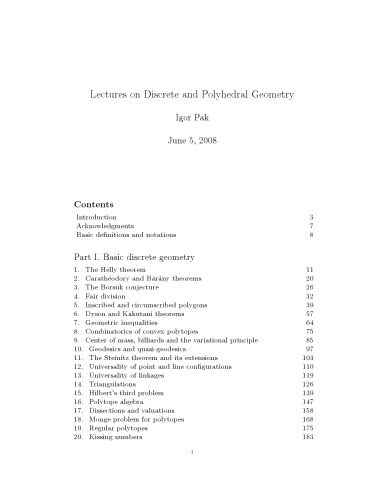 Lectures on Discrete and Polyhedral Geometry
Igor Pak
June 5, 2008
Contents
Introduction 3
Acknowledgments 7
Basic definitions and notations 8
Part I. Basic discrete geometry
1. The Helly theorem 11
2. Carathéodory and Bárány theorems 20
3. The Borsuk conjecture 26
4. Fair division 32
5. Inscribed and circumscribed polygons 39
6. Dyson and Kakutani theorems 57
7. Geometric inequalities 64
8. Combinatorics of convex polytopes 75
9. Center of mass, billiards and the variational principle 85
10. Geodesics and quasi-geodesics 97
11. The Steinitz theorem and its extensions 103
12. Universality of point and line configurations 110
13. Universality of linkages 119
14. Triangulations 126
15. Hilbert's third problem 139
16. Polytope algebra 147
17. Dissections and valuations 158
18. Monge problem for polytopes 168
19. Regular polytopes 175
20. Kissing numbers 183
1